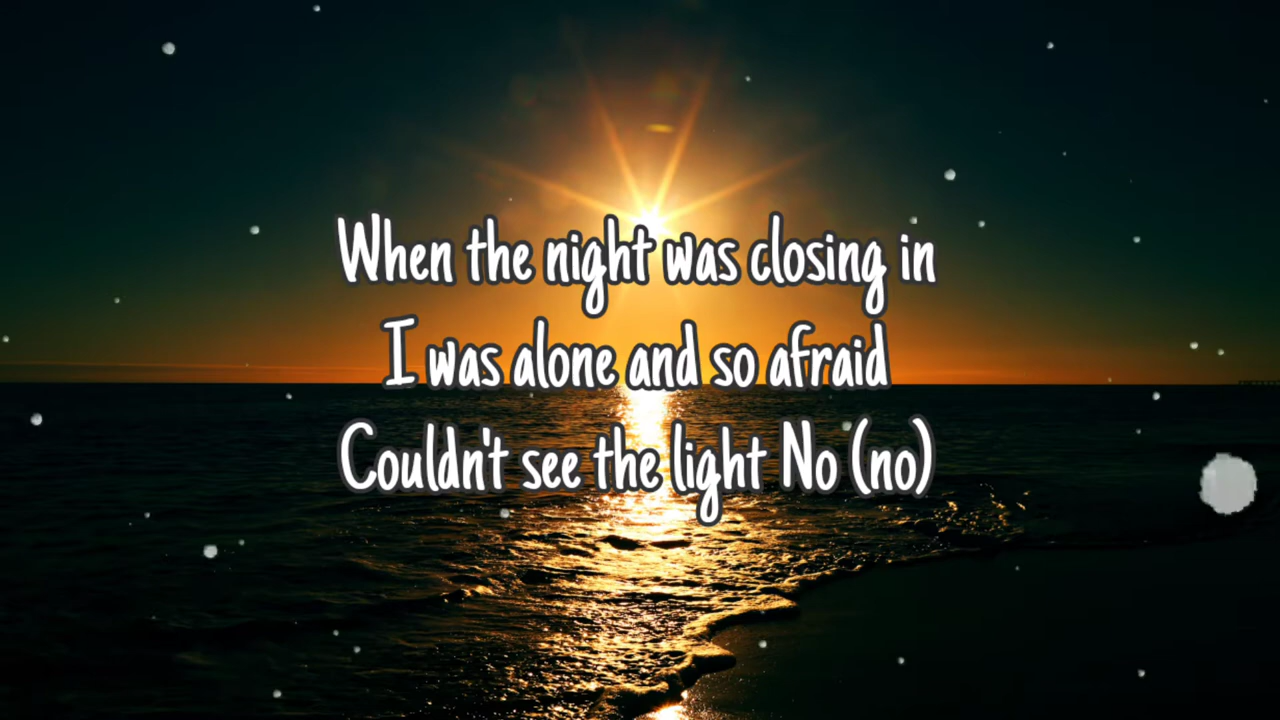 When the night was closing in
I was alone and so afraid
Couldn't see the light No (no)